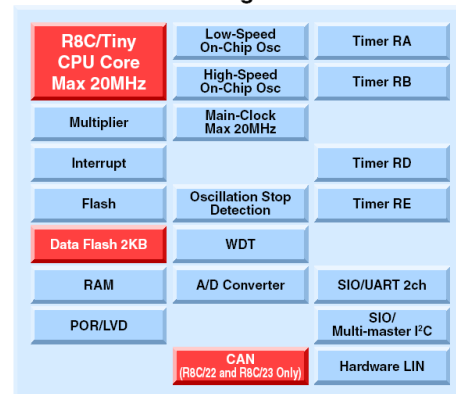 R8C/Tiny
CPU Core
Max 20MHz
Low-Speed
On-Chip Osc
Timer RA
High-Speed
On-Chip Osc
Timer RB
Multiplier
Main-Clock
Max 20MHz
Interrupt
Timer RD
Flash
Oscillation Stop
Detection
Timer RE
Data Flash 2KB
WDT
RAM
A/D Converter
SIO/UART 2ch
POR/LVD
SIO/
Multi-master I²C
CAN
(R8C/22 and R8C/23 Only)
Hardware LIN